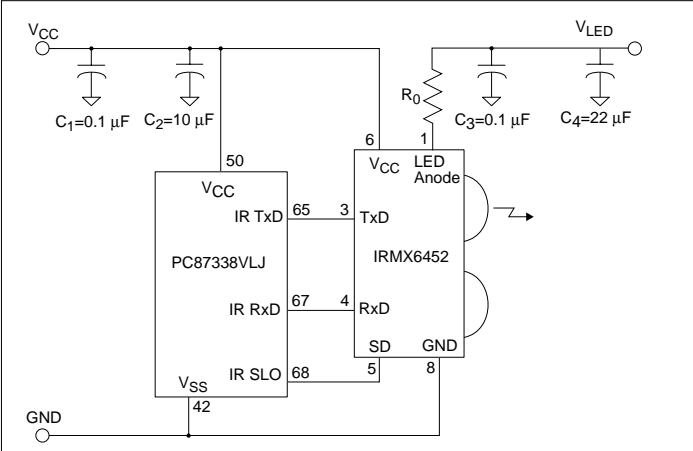 VCC
VLED
C1=0.1 µF
C2=10 µF
R0
C3=0.1 µF
C4=22 µF
50
6
1
VCC
VCC
LED
Anode
IR TxD
65
3
TxD
PC87338VLJ
IRMX6452
IR RxD
67
4
RxD
SD
GND
IR SLO
68
5
8
VSS
42
GND